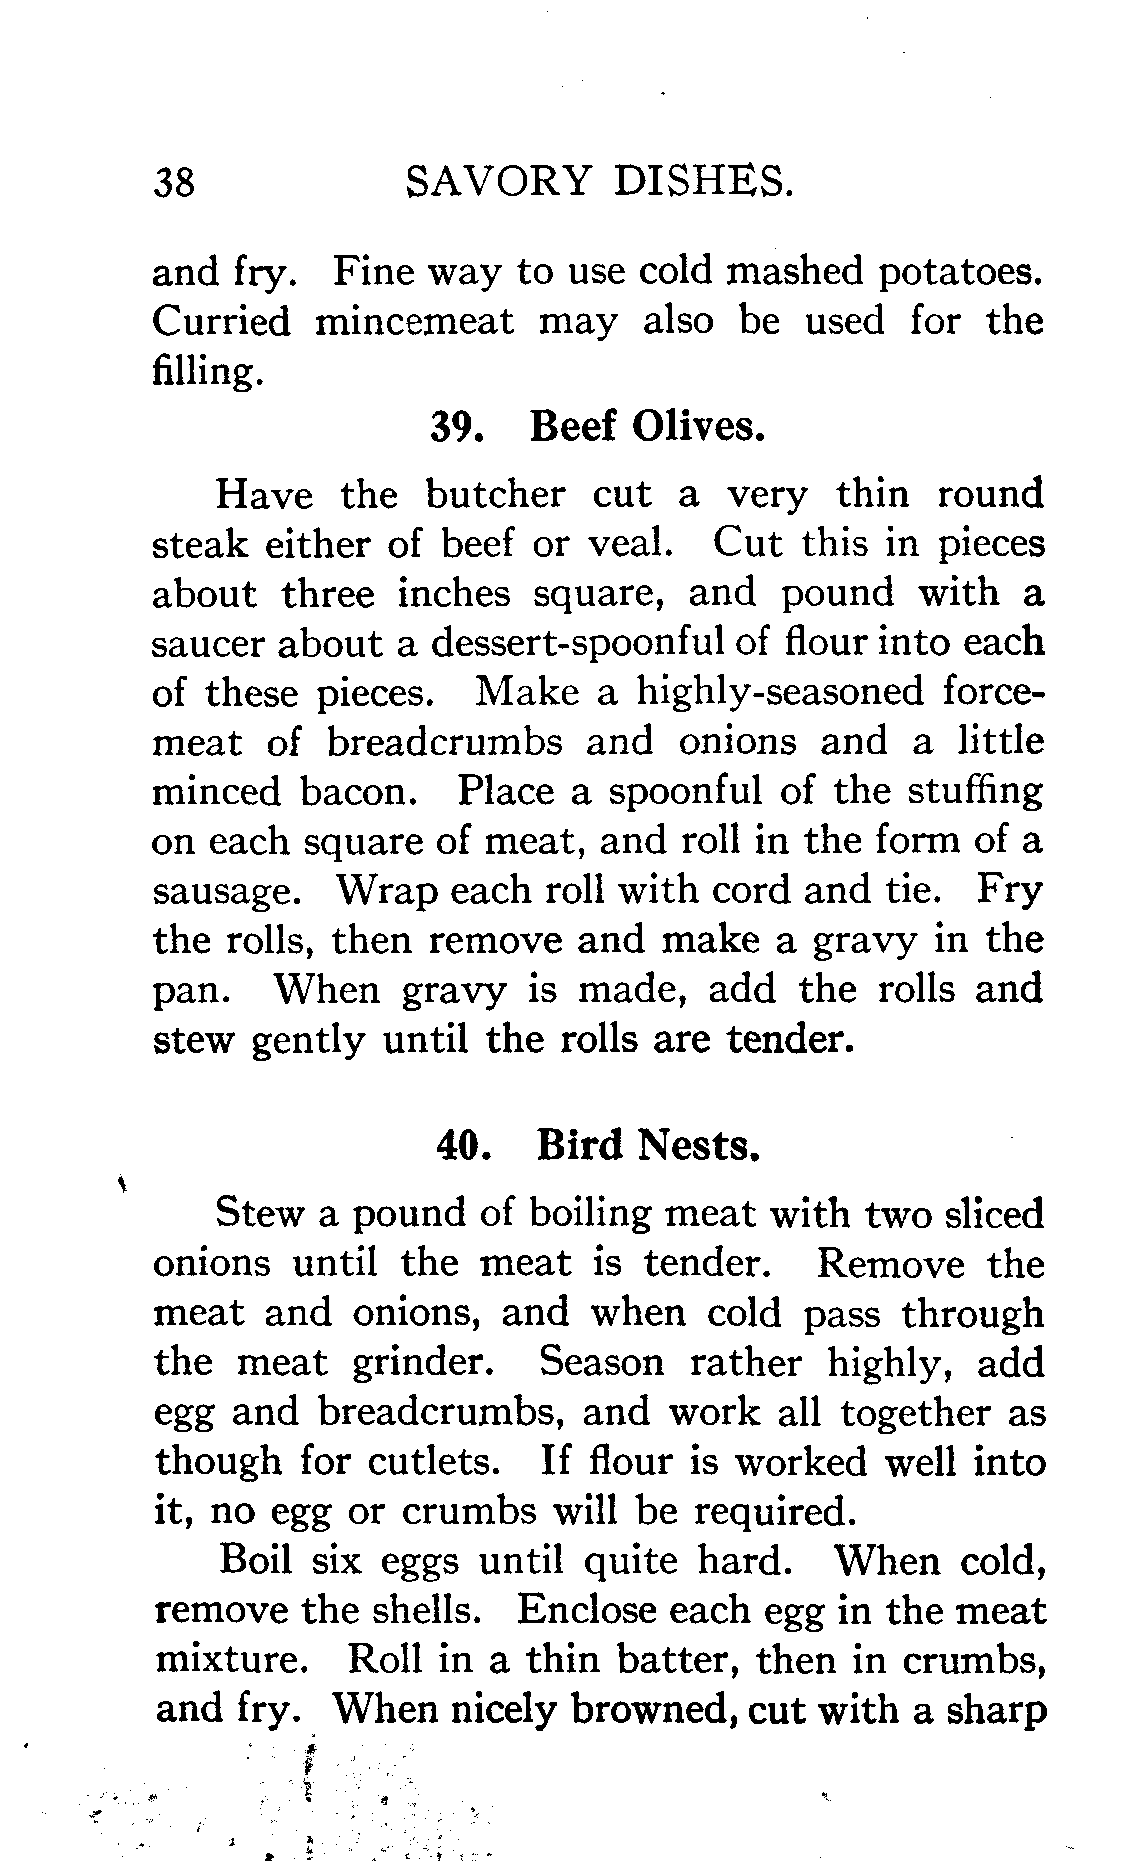 38 SAVORY DISHES.
and fry. Fine way to use cold mashed potatoes.
Curried mincemeat may also be used for the
filling.
39. Beef Olives.
Have the butcher cut a very thin round
steak either of beef or veal. Cut this in pieces
about three inches square, and pound with a
saucer about a dessert-spoonful of flour into each
of these pieces. Make a highly-seasoned force-
meat of breadcrumbs and onions and a little
minced bacon. Place a spoonful of the stuffing
on each square of meat, and roll in the form of a
sausage. Wrap each roll with cord and tie. Fry
the rolls, then remove and make a gravy in the
pan. When gravy is made, add the rolls and
stew gently until the rolls are tender.
40. Bird Nests.
Stew a pound of boiling meat with two sliced
onions until the meat is tender. Remove the
meat and onions, and when cold pass through
the meat grinder. Season rather highly, add
egg and breadcrumbs, and work all together as
though for cutlets. If flour is worked well into
it, no egg or crumbs will be required.
Boil six eggs until quite hard. When cold,
remove the shells. Enclose each egg in the meat
mixture. Roll in a thin batter, then in crumbs,
and fry. When nicely browned, cut with a sharp